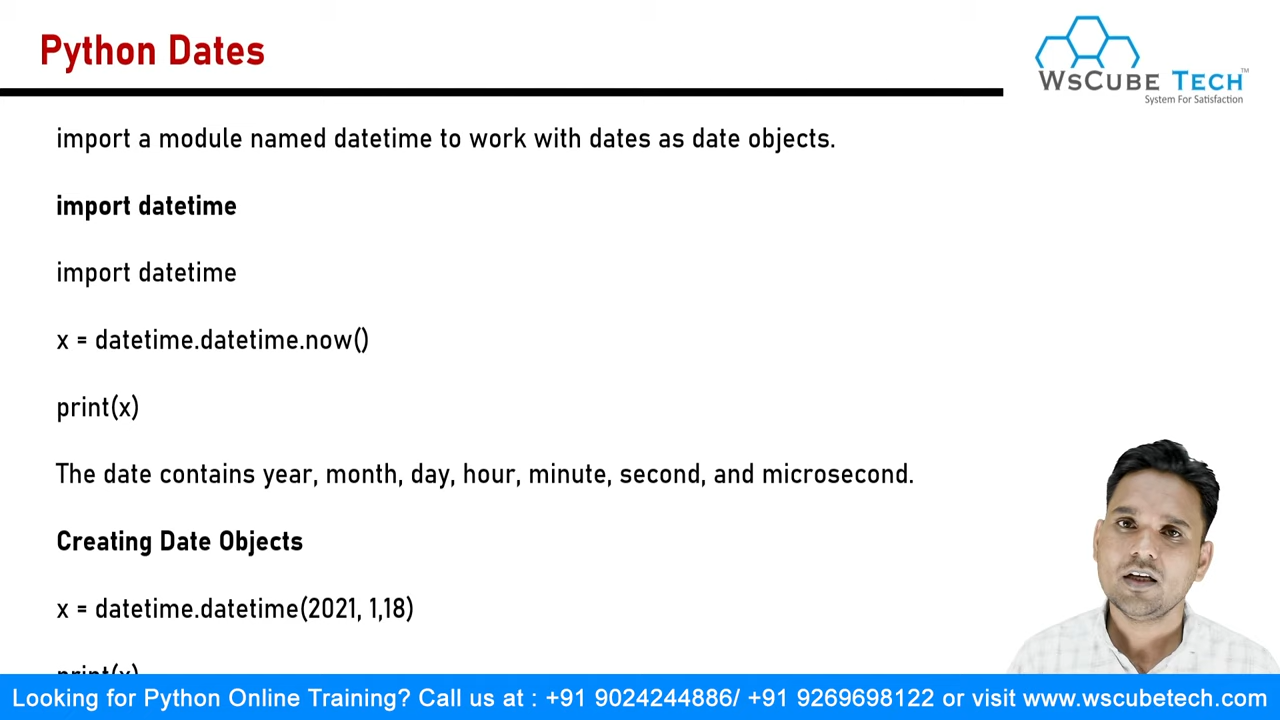 Python Dates
WsCube Tech™
System For Satisfaction
import a module named datetime to work with dates as date objects.
import datetime
import datetime
x = datetime.datetime.now()
print(x)
The date contains year, month, day, hour, minute, second, and microsecond.
Creating Date Objects
x = datetime.datetime(2021, 1,18)
print(x)
Looking for Python Online Training? Call us at : +91 9024244886/ +91 9269698122 or visit www.wscubetech.com